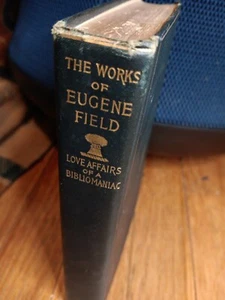 THE WORKS
OF
EUGENE
FIELD
LOVE AFFAIRS
OF A
BIBLIOMANIAC